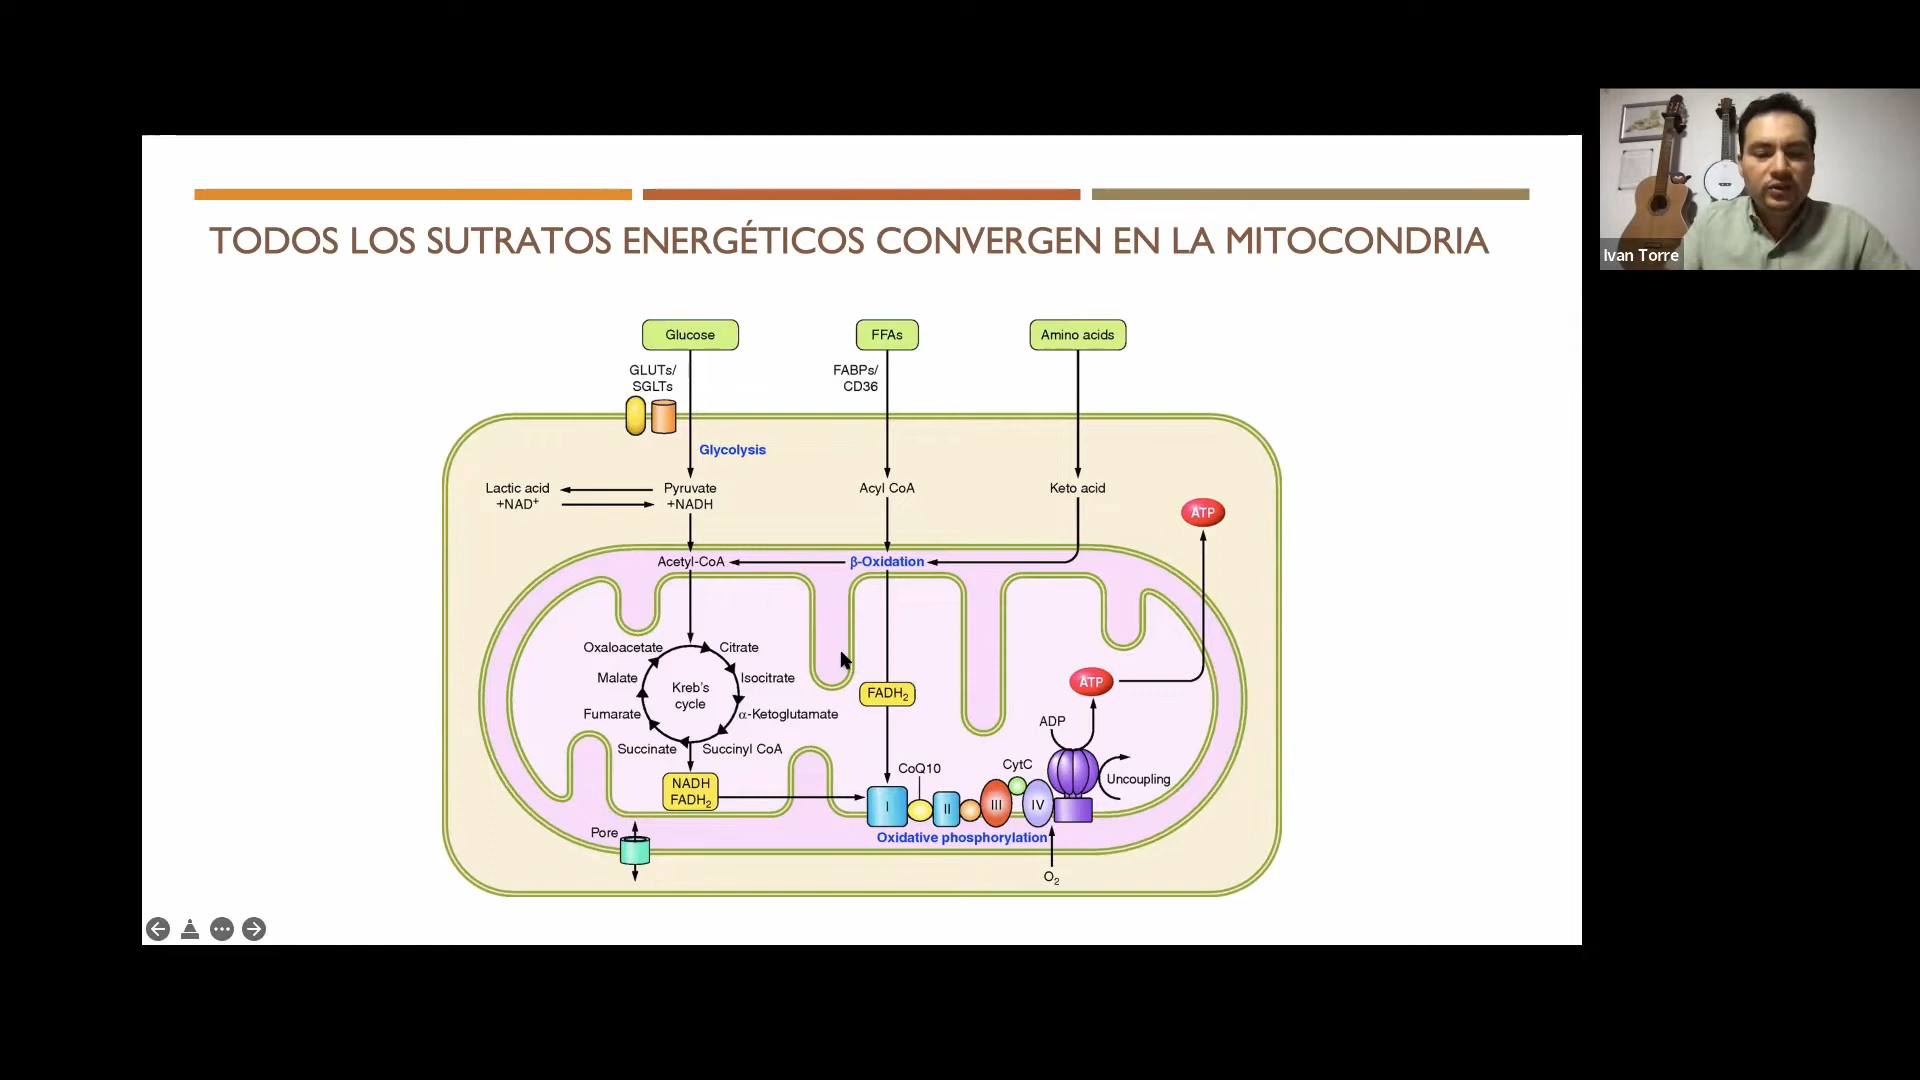 TODOS LOS SUTRATOS ENERGÉTICOS CONVERGEN EN LA MITOCONDRIA
Ivan Torre
Glucose
FFAs
Amino acids
GLUTs/
SGLTs
FABPs/
CD36
Glycolysis
Lactic acid
+NAD⁺
Pyruvate
+NADH
Acyl CoA
Keto acid
ATP
Acetyl-CoA
β-Oxidation
Oxaloacetate
Citrate
Malate
Isocitrate
Kreb's
cycle
Fumarate
α-Ketoglutamate
Succinate
Succinyl CoA
NADH
FADH₂
FADH₂
ATP
ADP
CoQ10
CytC
Uncoupling
I
II
III
IV
Pore
Oxidative phosphorylation
O₂